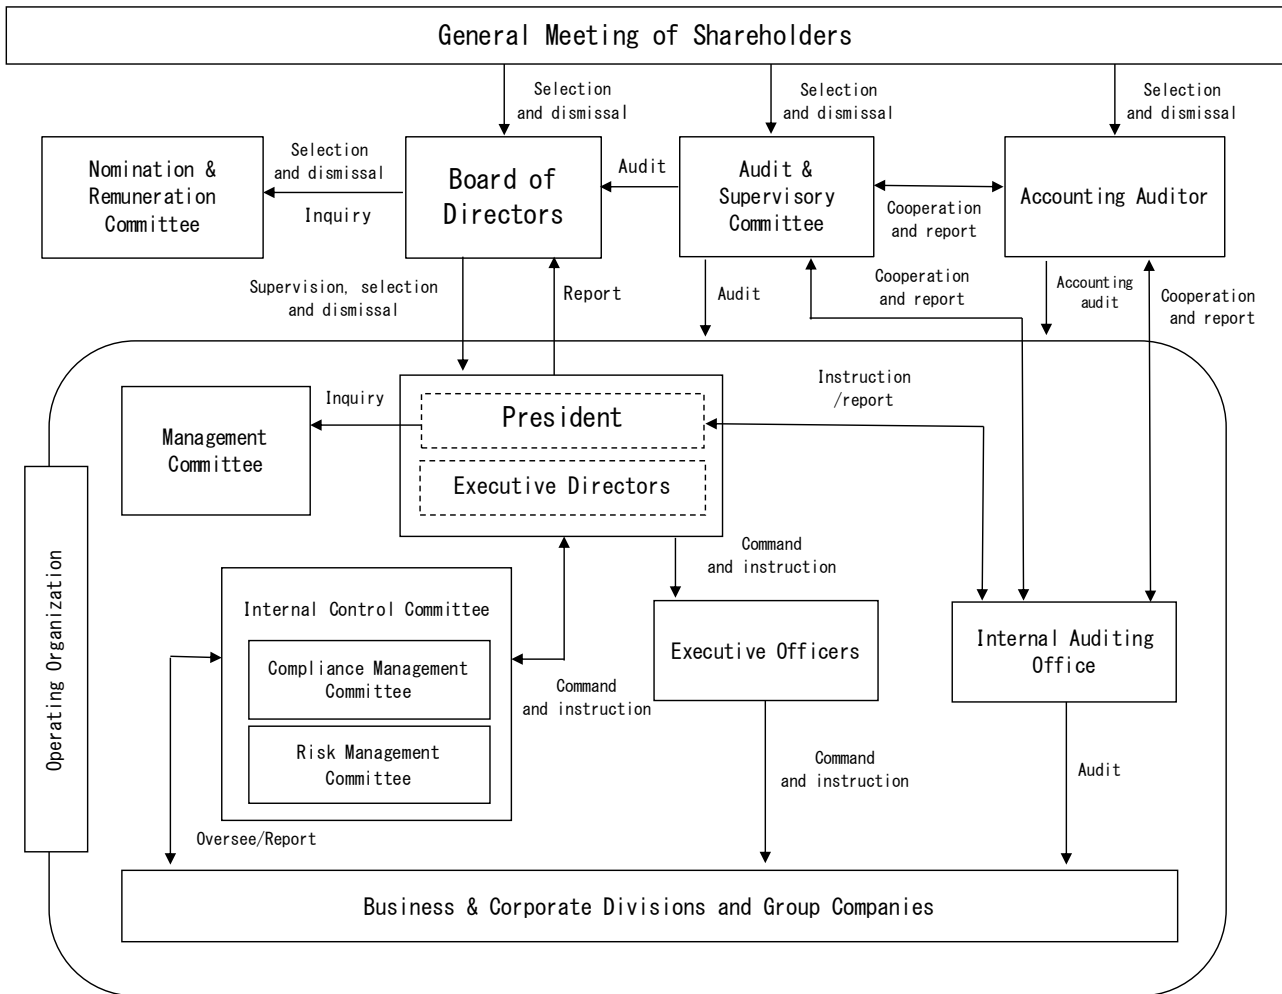 General Meeting of Shareholders
Selection
and dismissal
Selection
and dismissal
Selection
and dismissal
Nomination &
Remuneration
Committee
Selection
and dismissal
Inquiry
Board of
Directors
Audit
Audit &
Supervisory
Committee
Cooperation
and report
Accounting Auditor
Supervision, selection
and dismissal
Report
Audit
Cooperation
and report
Accounting
audit
Cooperation
and report
Operating Organization
Management
Committee
Inquiry
President
Executive Directors
Instruction
/report
Command
and instruction
Internal Control Committee
Compliance Management
Committee
Risk Management
Committee
Command
and instruction
Executive Officers
Internal Auditing
Office
Oversee/Report
Command
and instruction
Audit
Business & Corporate Divisions and Group Companies